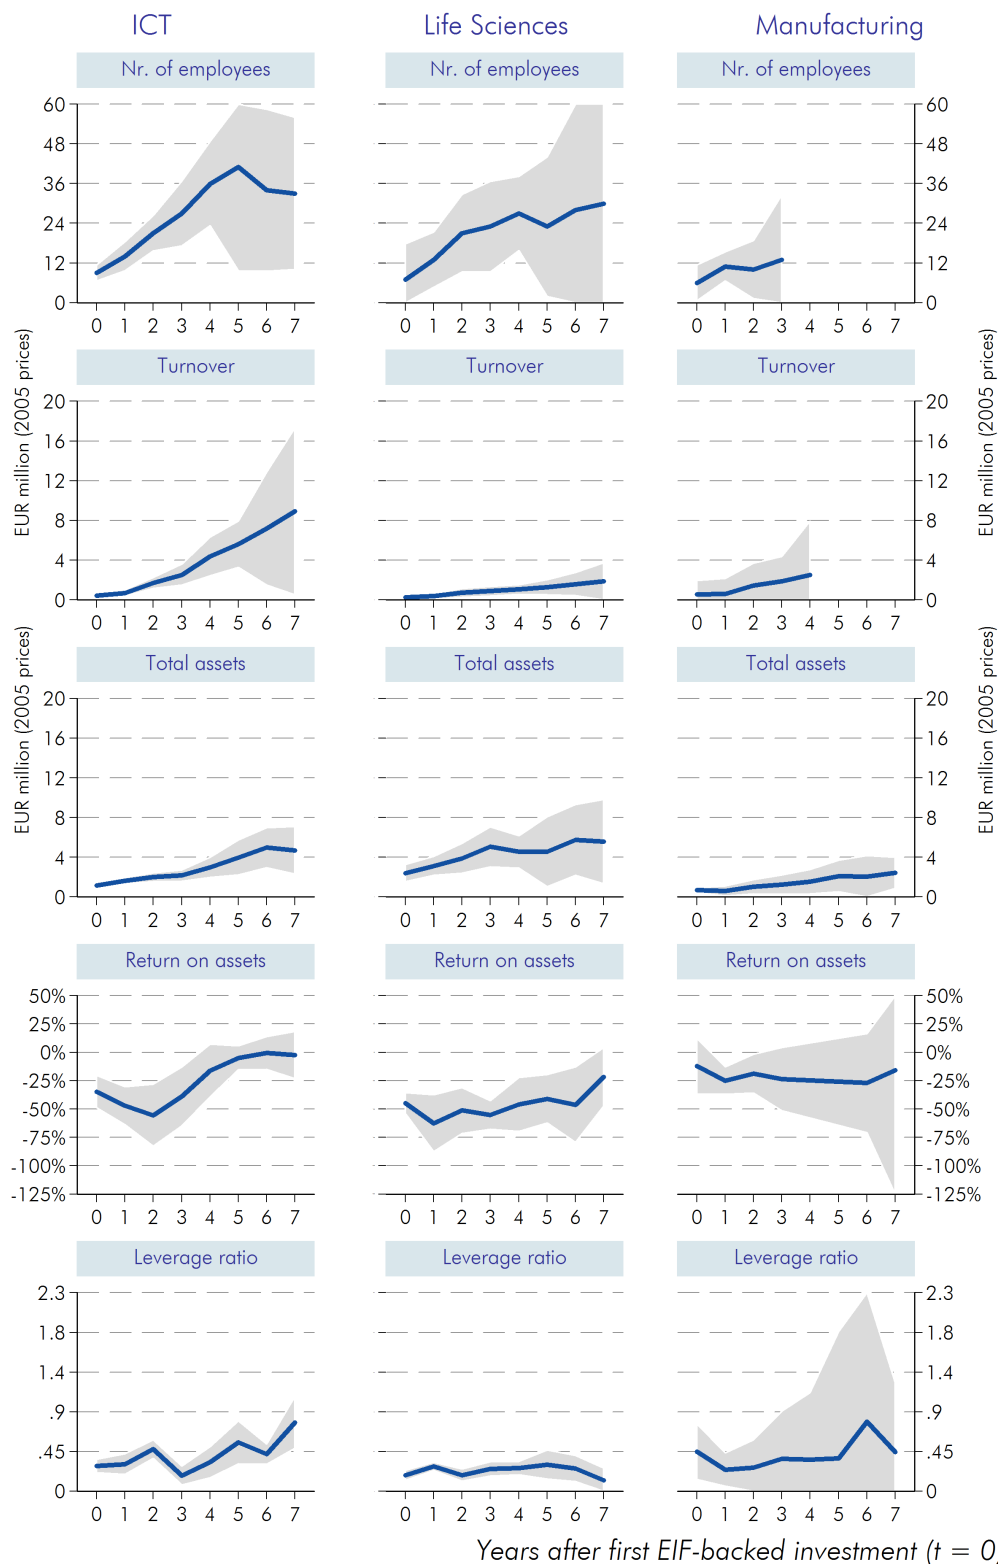 ICT Life Sciences Manufacturing
Nr. of employees Nr. of employees Nr. of employees
60 60
48 48
36 36
24 24
12 12
0 0
0 1 2 3 4 5 6 7 0 1 2 3 4 5 6 7 0 1 2 3 4 5 6 7
EUR million (2005 prices) EUR million (2005 prices)
Turnover Turnover Turnover
20 20
16 16
12 12
8 8
4 4
0 0
0 1 2 3 4 5 6 7 0 1 2 3 4 5 6 7 0 1 2 3 4 5 6 7
EUR million (2005 prices) EUR million (2005 prices)
Total assets Total assets Total assets
20 20
16 16
12 12
8 8
4 4
0 0
0 1 2 3 4 5 6 7 0 1 2 3 4 5 6 7 0 1 2 3 4 5 6 7
Return on assets Return on assets Return on assets
50% 50%
25% 25%
0% 0%
-25% -25%
-50% -50%
-75% -75%
-100% -100%
-125% -125%
0 1 2 3 4 5 6 7 0 1 2 3 4 5 6 7 0 1 2 3 4 5 6 7
Leverage ratio Leverage ratio Leverage ratio
2.3 2.3
1.8 1.8
1.4 1.4
.9 .9
.45 .45
0 0
0 1 2 3 4 5 6 7 0 1 2 3 4 5 6 7 0 1 2 3 4 5 6 7
Years after first EIF-backed investment (t = 0